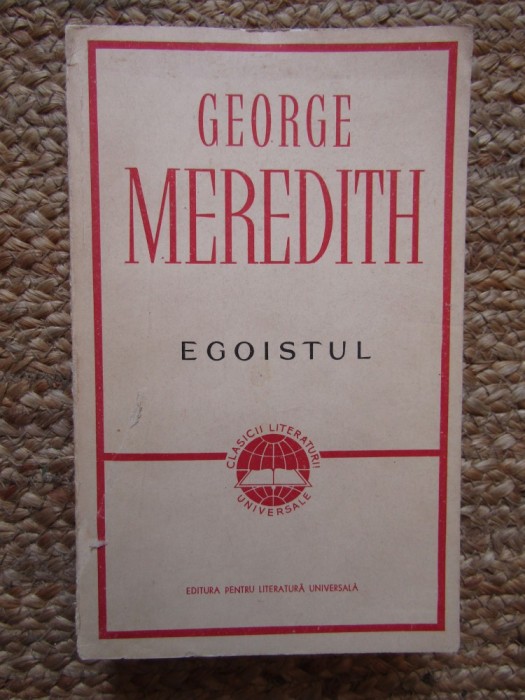 GEORGE
MEREDITH
EGOISTUL
CLASICII LITERATURII
UNIVERSALE
EDITURA PENTRU LITERATURĂ UNIVERSALĂ